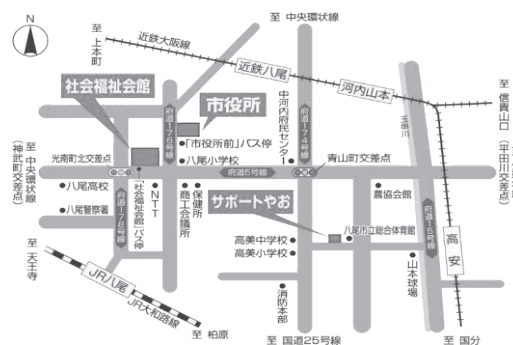 N
至 中央環状線
近鉄大阪線
至 上本町
近鉄八尾
河内山本
社会福祉会館
市役所
府道176号線
「市役所前」バス停
八尾小学校
中河内府民センター
府道174号線
玉串川
至 信貴山口
光南町北交差点
青山町交差点
府道5号線
至 中央環状線
(神武町交差点)
(平田川交差点)
八尾高校
八尾警察署
府道178号線
「社会福祉会館」バス停
NTT
商工会議所
保健所
サポートやお
農協会館
八尾市立総合体育館
府道15号線
高安
高美中学校
高美小学校
山本球場
至 天王寺
JR八尾
JR大和路線
消防本部
至 柏原
至 国道25号線
至 国分